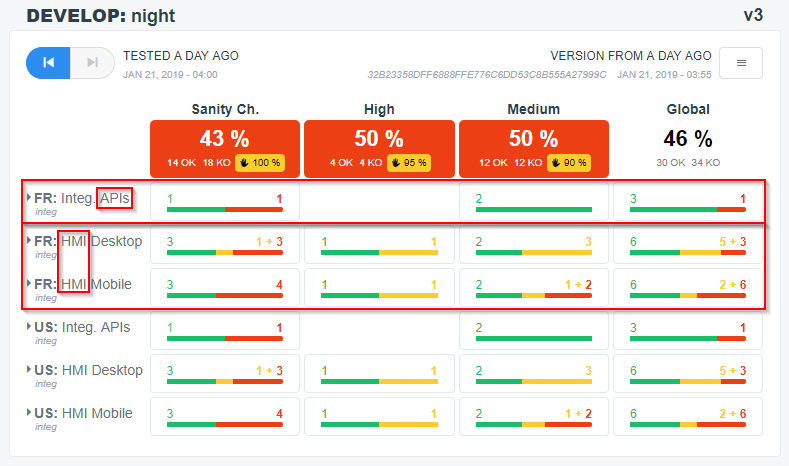 DEVELOP: night v3
TESTED A DAY AGO VERSION FROM A DAY AGO
JAN 21, 2019 - 04:00 32B23358DFF6888FFE776C6DD53C8B555A27999C JAN 21, 2019 - 03:55
Sanity Ch. High Medium Global
43 % 50 % 50 % 46 %
14 OK 18 KO 100 % 4 OK 4 KO 95 % 12 OK 12 KO 90 % 30 OK 34 KO
FR: Integ. APIs 1 1 2 3 1
integ
FR: HMI Desktop 3 1 + 3 1 1 2 3 6 5 + 3
integ
FR: HMI Mobile 3 4 1 1 2 1 + 2 6 2 + 6
integ
US: Integ. APIs 1 1 2 3 1
integ
US: HMI Desktop 3 1 + 3 1 1 2 3 6 5 + 3
integ
US: HMI Mobile 3 4 1 1 2 1 + 2 6 2 + 6
integ